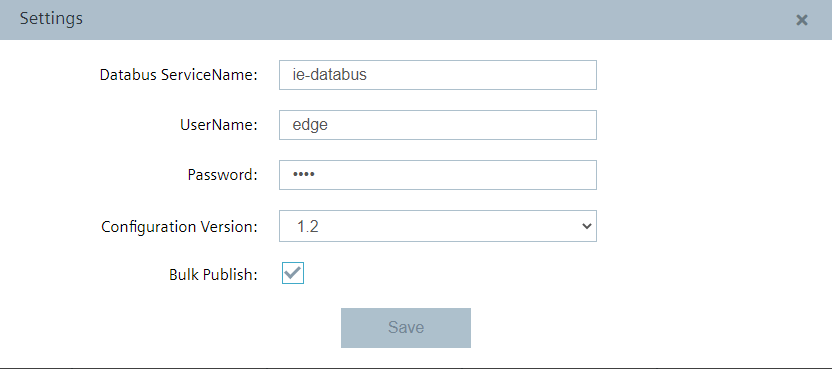 Settings
Databus ServiceName: ie-databus
UserName: edge
Password: ••••
Configuration Version: 1.2
Bulk Publish:
Save